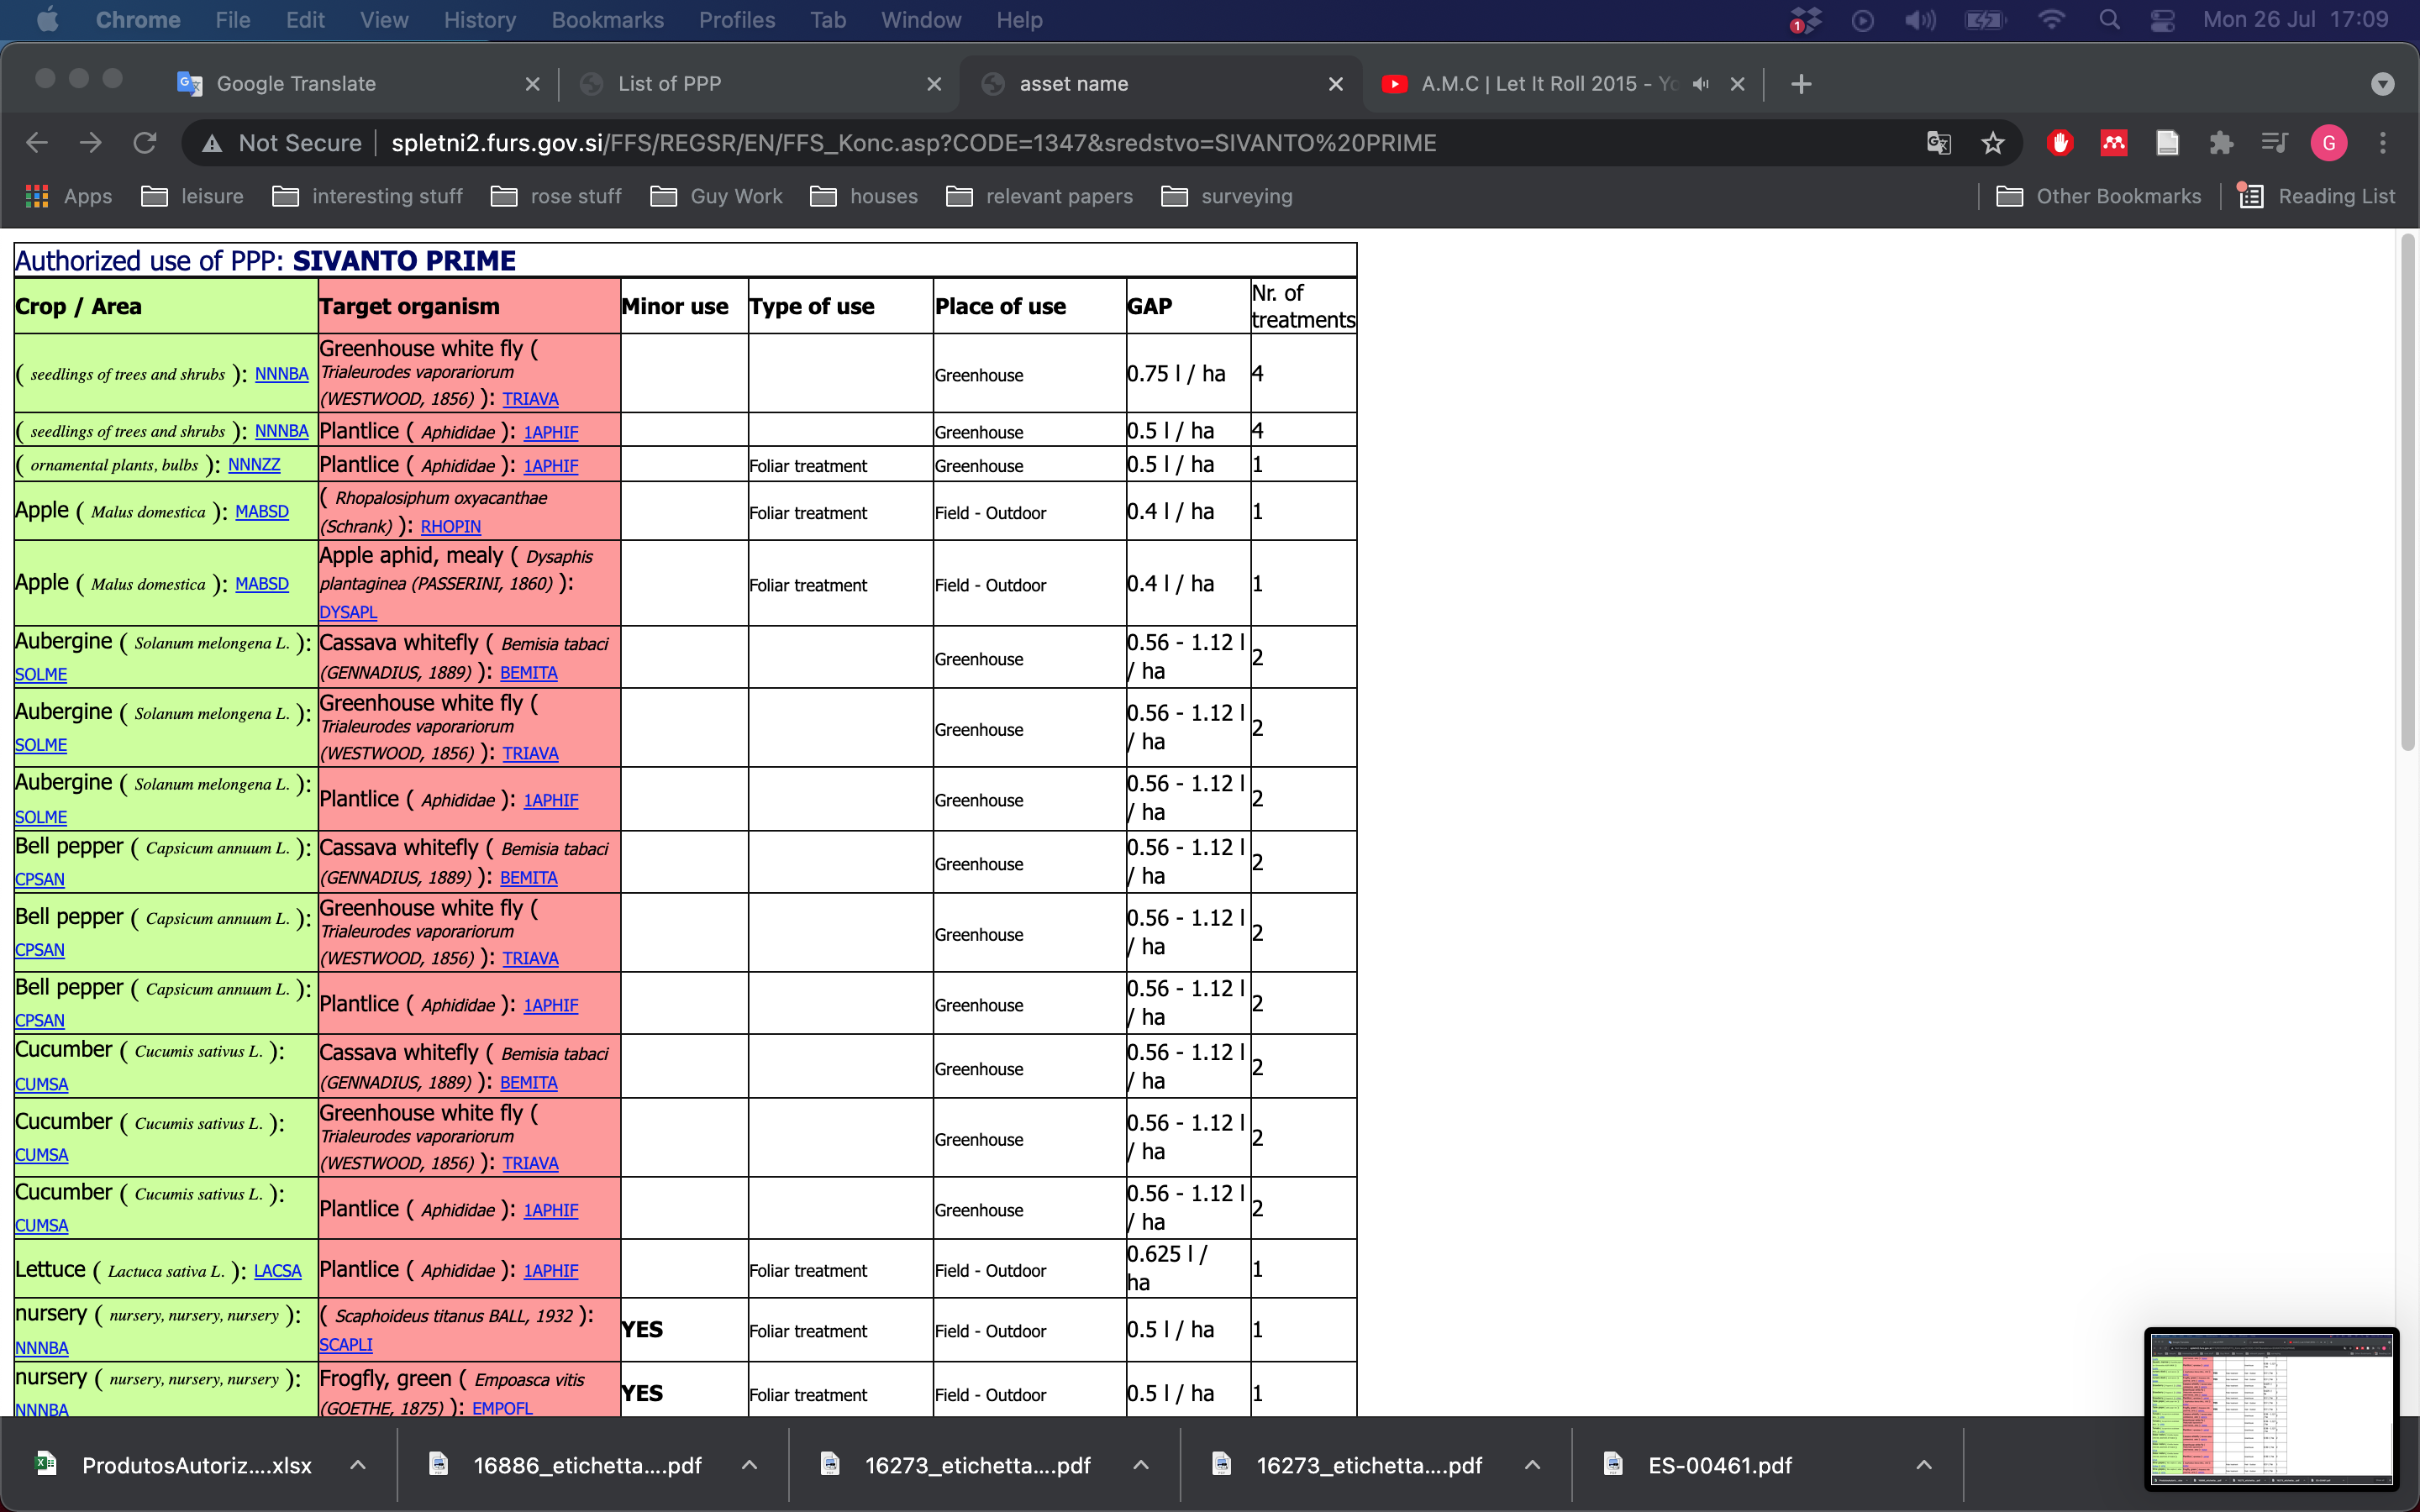 Chrome File Edit View History Bookmarks Profiles Tab Window Help 1 Mon 26 Jul 17:09
Google Translate List of PPP asset name A.M.C | Let It Roll 2015 - Yo
Not Secure spletni2.furs.gov.si/FFS/REGSR/EN/FFS_Konc.asp?CODE=1347&sredstvo=SIVANTO%20PRIME G
Apps leisure interesting stuff rose stuff Guy Work houses relevant papers surveying Other Bookmarks Reading List
Authorized use of PPP: SIVANTO PRIME
Crop / Area Target organism Minor use Type of use Place of use GAP Nr. of
treatments
( seedlings of trees and shrubs ): NNNBA Greenhouse white fly (
Trialeurodes vaporariorum
(WESTWOOD, 1856) ): TRIAVA Greenhouse 0.75 l / ha 4
( seedlings of trees and shrubs ): NNNBA Plantlice ( Aphididae ): 1APHIF Greenhouse 0.5 l / ha 4
( ornamental plants, bulbs ): NNNZZ Plantlice ( Aphididae ): 1APHIF Foliar treatment Greenhouse 0.5 l / ha 1
Apple ( Malus domestica ): MABSD ( Rhopalosiphum oxyacanthae
(Schrank) ): RHOPIN Foliar treatment Field - Outdoor 0.4 l / ha 1
Apple ( Malus domestica ): MABSD Apple aphid, mealy ( Dysaphis
plantaginea (PASSERINI, 1860) ):
DYSAPL Foliar treatment Field - Outdoor 0.4 l / ha 1
Aubergine ( Solanum melongena L. ):
SOLME Cassava whitefly ( Bemisia tabaci
(GENNADIUS, 1889) ): BEMITA Greenhouse 0.56 - 1.12 l
/ ha 2
Aubergine ( Solanum melongena L. ):
SOLME Greenhouse white fly (
Trialeurodes vaporariorum
(WESTWOOD, 1856) ): TRIAVA Greenhouse 0.56 - 1.12 l
/ ha 2
Aubergine ( Solanum melongena L. ):
SOLME Plantlice ( Aphididae ): 1APHIF Greenhouse 0.56 - 1.12 l
/ ha 2
Bell pepper ( Capsicum annuum L. ):
CPSAN Cassava whitefly ( Bemisia tabaci
(GENNADIUS, 1889) ): BEMITA Greenhouse 0.56 - 1.12 l
/ ha 2
Bell pepper ( Capsicum annuum L. ):
CPSAN Greenhouse white fly (
Trialeurodes vaporariorum
(WESTWOOD, 1856) ): TRIAVA Greenhouse 0.56 - 1.12 l
/ ha 2
Bell pepper ( Capsicum annuum L. ):
CPSAN Plantlice ( Aphididae ): 1APHIF Greenhouse 0.56 - 1.12 l
/ ha 2
Cucumber ( Cucumis sativus L. ):
CUMSA Cassava whitefly ( Bemisia tabaci
(GENNADIUS, 1889) ): BEMITA Greenhouse 0.56 - 1.12 l
/ ha 2
Cucumber ( Cucumis sativus L. ):
CUMSA Greenhouse white fly (
Trialeurodes vaporariorum
(WESTWOOD, 1856) ): TRIAVA Greenhouse 0.56 - 1.12 l
/ ha 2
Cucumber ( Cucumis sativus L. ):
CUMSA Plantlice ( Aphididae ): 1APHIF Greenhouse 0.56 - 1.12 l
/ ha 2
Lettuce ( Lactuca sativa L. ): LACSA Plantlice ( Aphididae ): 1APHIF Foliar treatment Field - Outdoor 0.625 l /
ha 1
nursery ( nursery, nursery, nursery ):
NNNBA ( Scaphoideus titanus BALL, 1932 ):
SCAPLI YES Foliar treatment Field - Outdoor 0.5 l / ha 1
nursery ( nursery, nursery, nursery ):
NNNBA Frogfly, green ( Empoasca vitis
(GOETHE, 1875) ): EMPOFL YES Foliar treatment Field - Outdoor 0.5 l / ha 1
ProdutosAutoriz....xlsx 16886_etichetta....pdf 16273_etichetta....pdf 16273_etichetta....pdf ES-00461.pdf